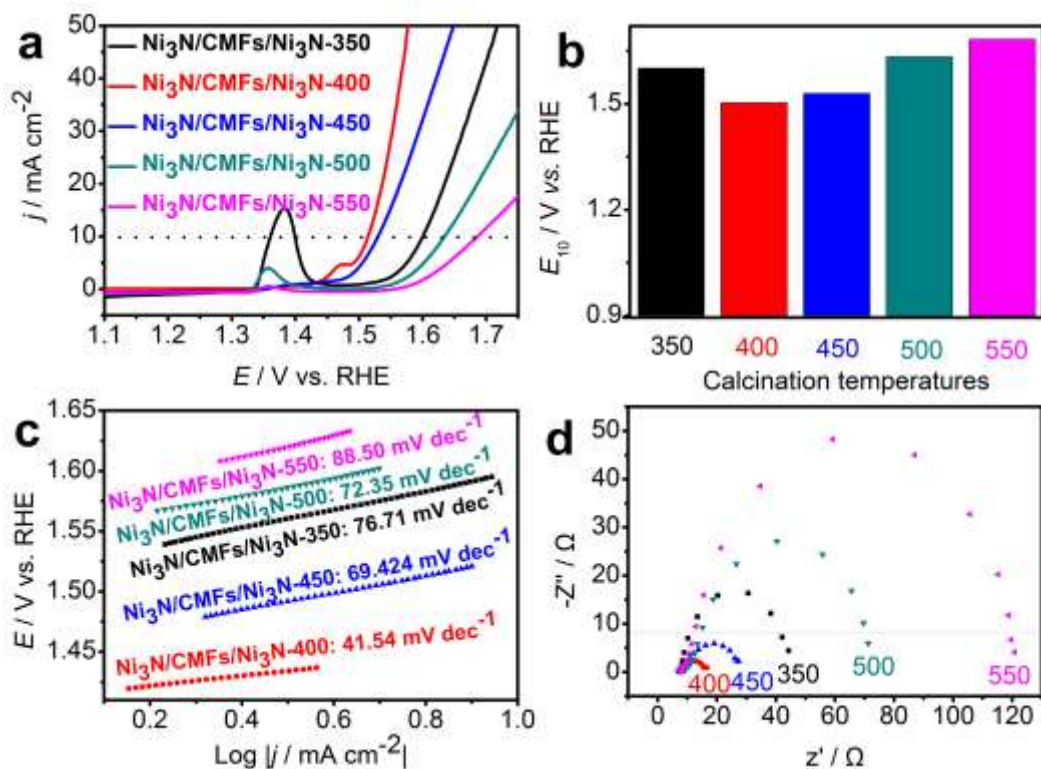 a
Ni₃N/CMFs/Ni₃N-350
Ni₃N/CMFs/Ni₃N-400
Ni₃N/CMFs/Ni₃N-450
Ni₃N/CMFs/Ni₃N-500
Ni₃N/CMFs/Ni₃N-550
50
40
30
20
10
0
j / mA cm⁻²
1.1 1.2 1.3 1.4 1.5 1.6 1.7
E / V vs. RHE
b
1.5
1.2
0.9
E₁₀ / V vs. RHE
350 400 450 500 550
Calcination temperatures
c
1.65
1.60
1.55
1.50
1.45
E / V vs. RHE
Ni₃N/CMFs/Ni₃N-550: 88.50 mV dec⁻¹
Ni₃N/CMFs/Ni₃N-500: 72.35 mV dec⁻¹
Ni₃N/CMFs/Ni₃N-350: 76.71 mV dec⁻¹
Ni₃N/CMFs/Ni₃N-450: 69.424 mV dec⁻¹
Ni₃N/CMFs/Ni₃N-400: 41.54 mV dec⁻¹
0.2 0.4 0.6 0.8 1.0
Log |j / mA cm⁻²|
d
50
40
30
20
10
0
-Z'' / Ω
400 450 350 500 550
0 20 40 60 80 100 120
z' / Ω